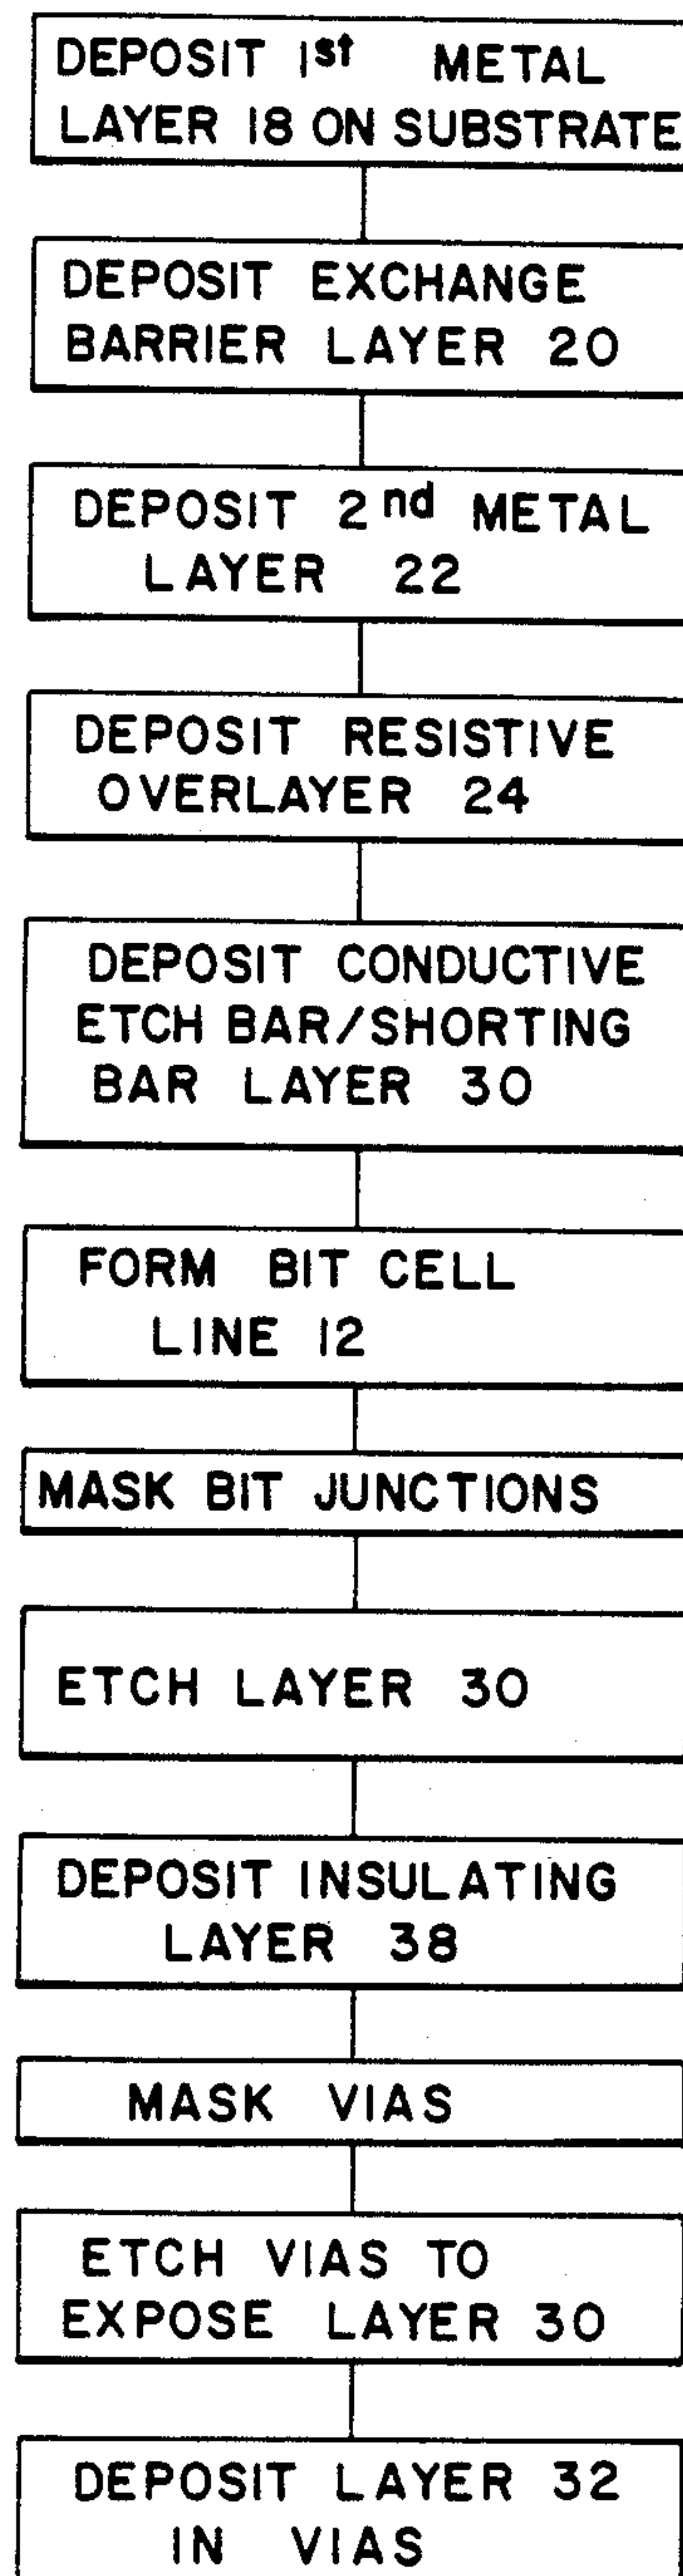 DEPOSIT 1st METAL
LAYER 18 ON SUBSTRATE
DEPOSIT EXCHANGE
BARRIER LAYER 20
DEPOSIT 2nd METAL
LAYER 22
DEPOSIT RESISTIVE
OVERLAYER 24
DEPOSIT CONDUCTIVE
ETCH BAR/SHORTING
BAR LAYER 30
FORM BIT CELL
LINE 12
MASK BIT JUNCTIONS
ETCH LAYER 30
DEPOSIT INSULATING
LAYER 38
MASK VIAS
ETCH VIAS TO
EXPOSE LAYER 30
DEPOSIT LAYER 32
IN VIAS